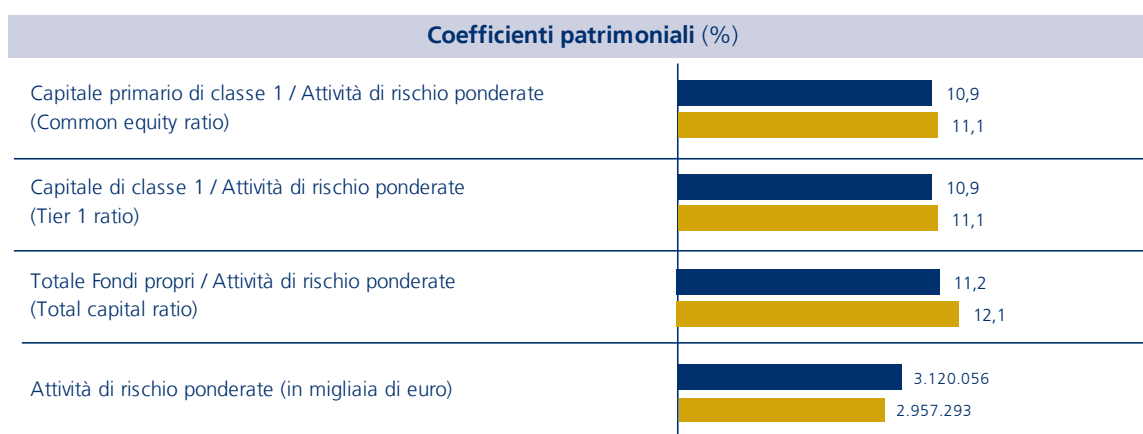 Coefficienti patrimoniali (%)
Capitale primario di classe 1 / Attività di rischio ponderate
(Common equity ratio)
10,9
11,1
Capitale di classe 1 / Attività di rischio ponderate
(Tier 1 ratio)
10,9
11,1
Totale Fondi propri / Attività di rischio ponderate
(Total capital ratio)
11,2
12,1
Attività di rischio ponderate (in migliaia di euro)
3.120.056
2.957.293